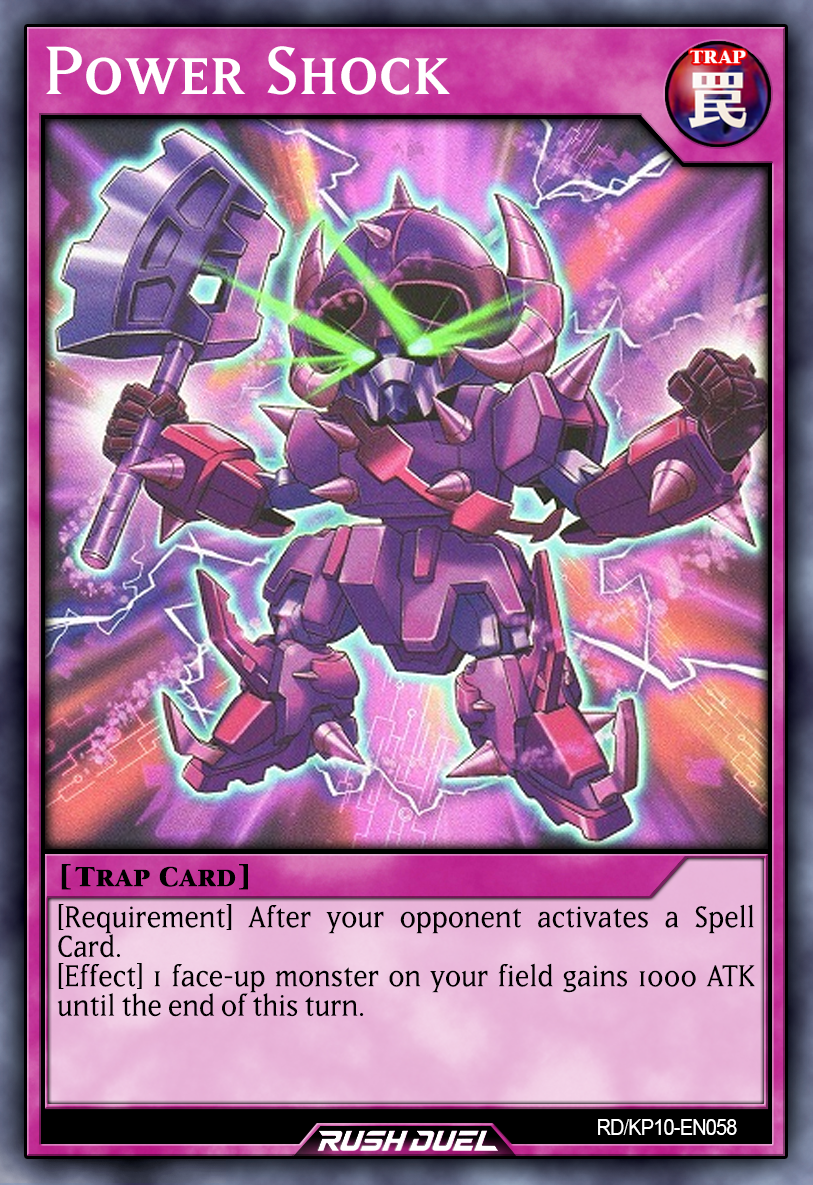 Power Shock
TRAP
罠
[Trap Card]
[Requirement] After your opponent activates a Spell
Card.
[Effect] 1 face-up monster on your field gains 1000 ATK
until the end of this turn.
RD/KP10-EN058
RUSH DUEL